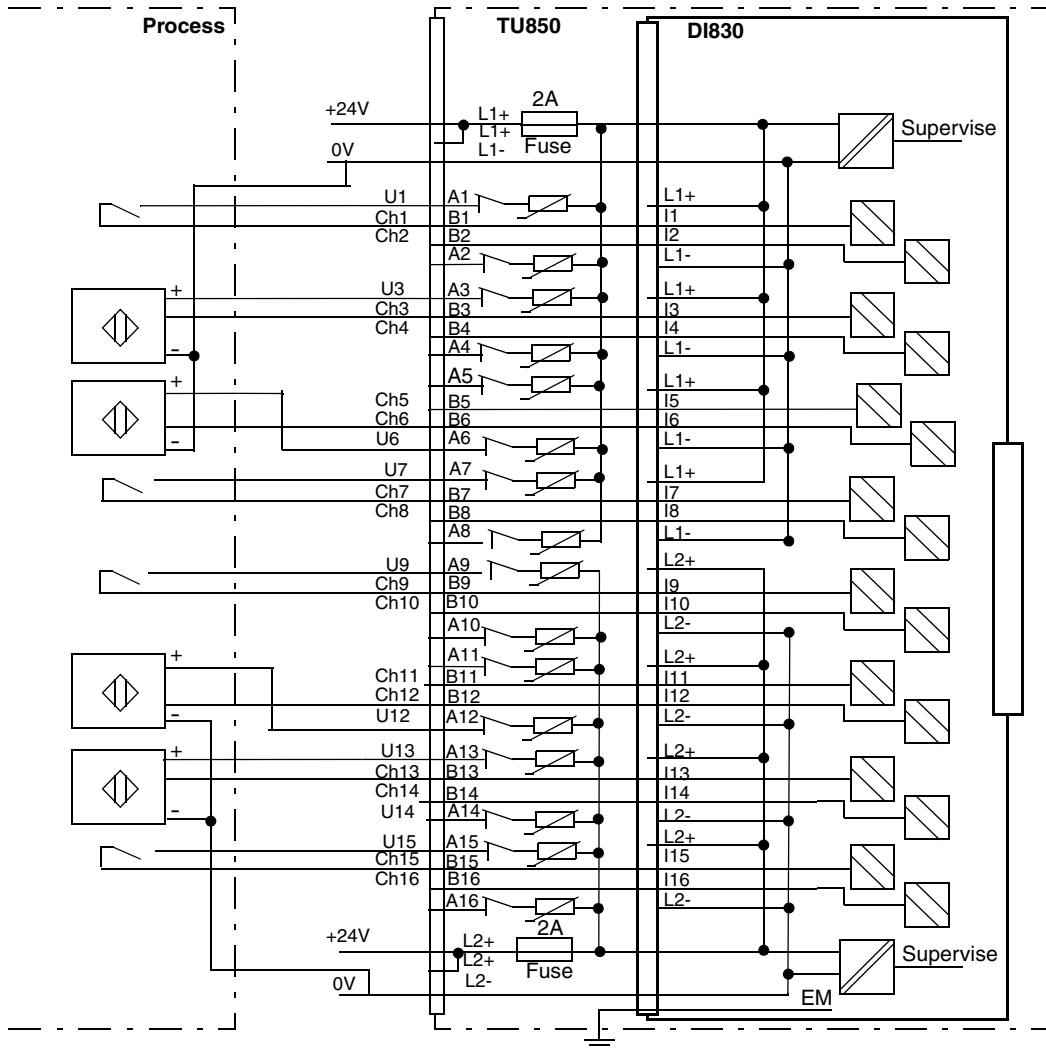 Process TU850 DI830
2A
+24V L1+
L1+ Fuse Supervise
0V L1-
U1 A1 L1+
Ch1 B1 I1
Ch2 B2 I2
A2 L1-
+ U3 A3 L1+
Ch3 B3 I3
Ch4 B4 I4
- A4 L1-
+ A5 L1+
Ch5 B5 I5
Ch6 B6 I6
- U6 A6 L1-
U7 A7 L1+
Ch7 B7 I7
Ch8 B8 I8
A8 L1-
U9 A9 L2+
Ch9 B9 I9
Ch10 B10 I10
A10 L2-
+ A11 L2+
Ch11 B11 I11
Ch12 B12 I12
- U12 A12 L2-
+ U13 A13 L2+
Ch13 B13 I13
Ch14 B14 I14
- U14 A14 L2-
U15 A15 L2+
Ch15 B15 I15
Ch16 B16 I16
A16 L2-
2A
+24V L2+ Supervise
L2+ Fuse
0V L2-
EM